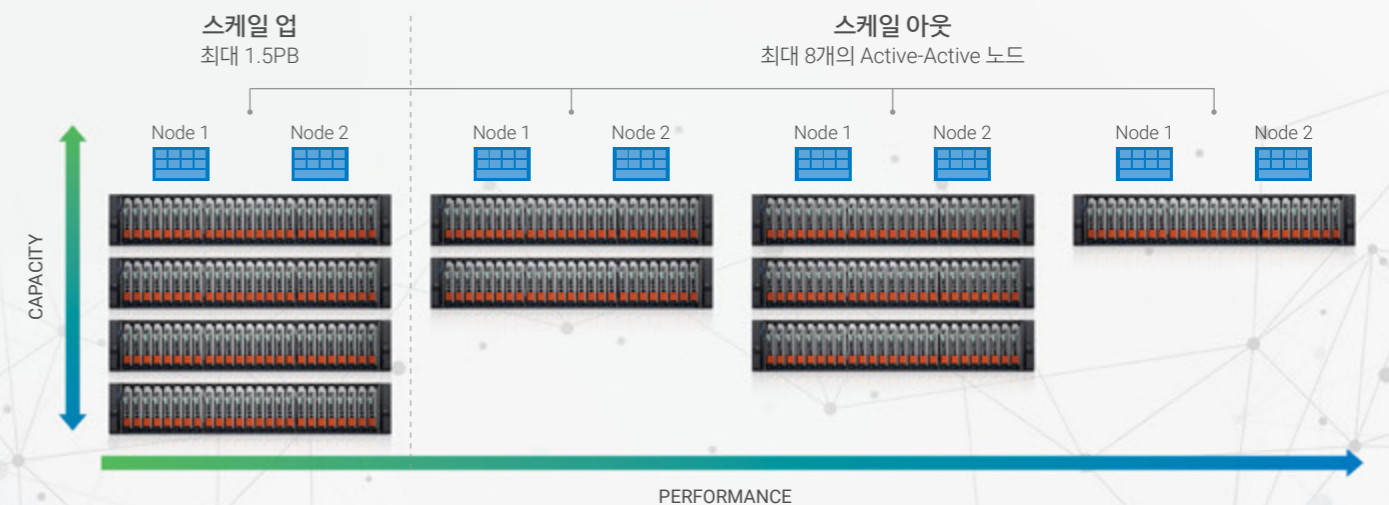 스케일 업
최대 1.5PB
스케일 아웃
최대 8개의 Active-Active 노드
Node 1
Node 2
Node 1
Node 2
Node 1
Node 2
Node 1
Node 2
CAPACITY
PERFORMANCE